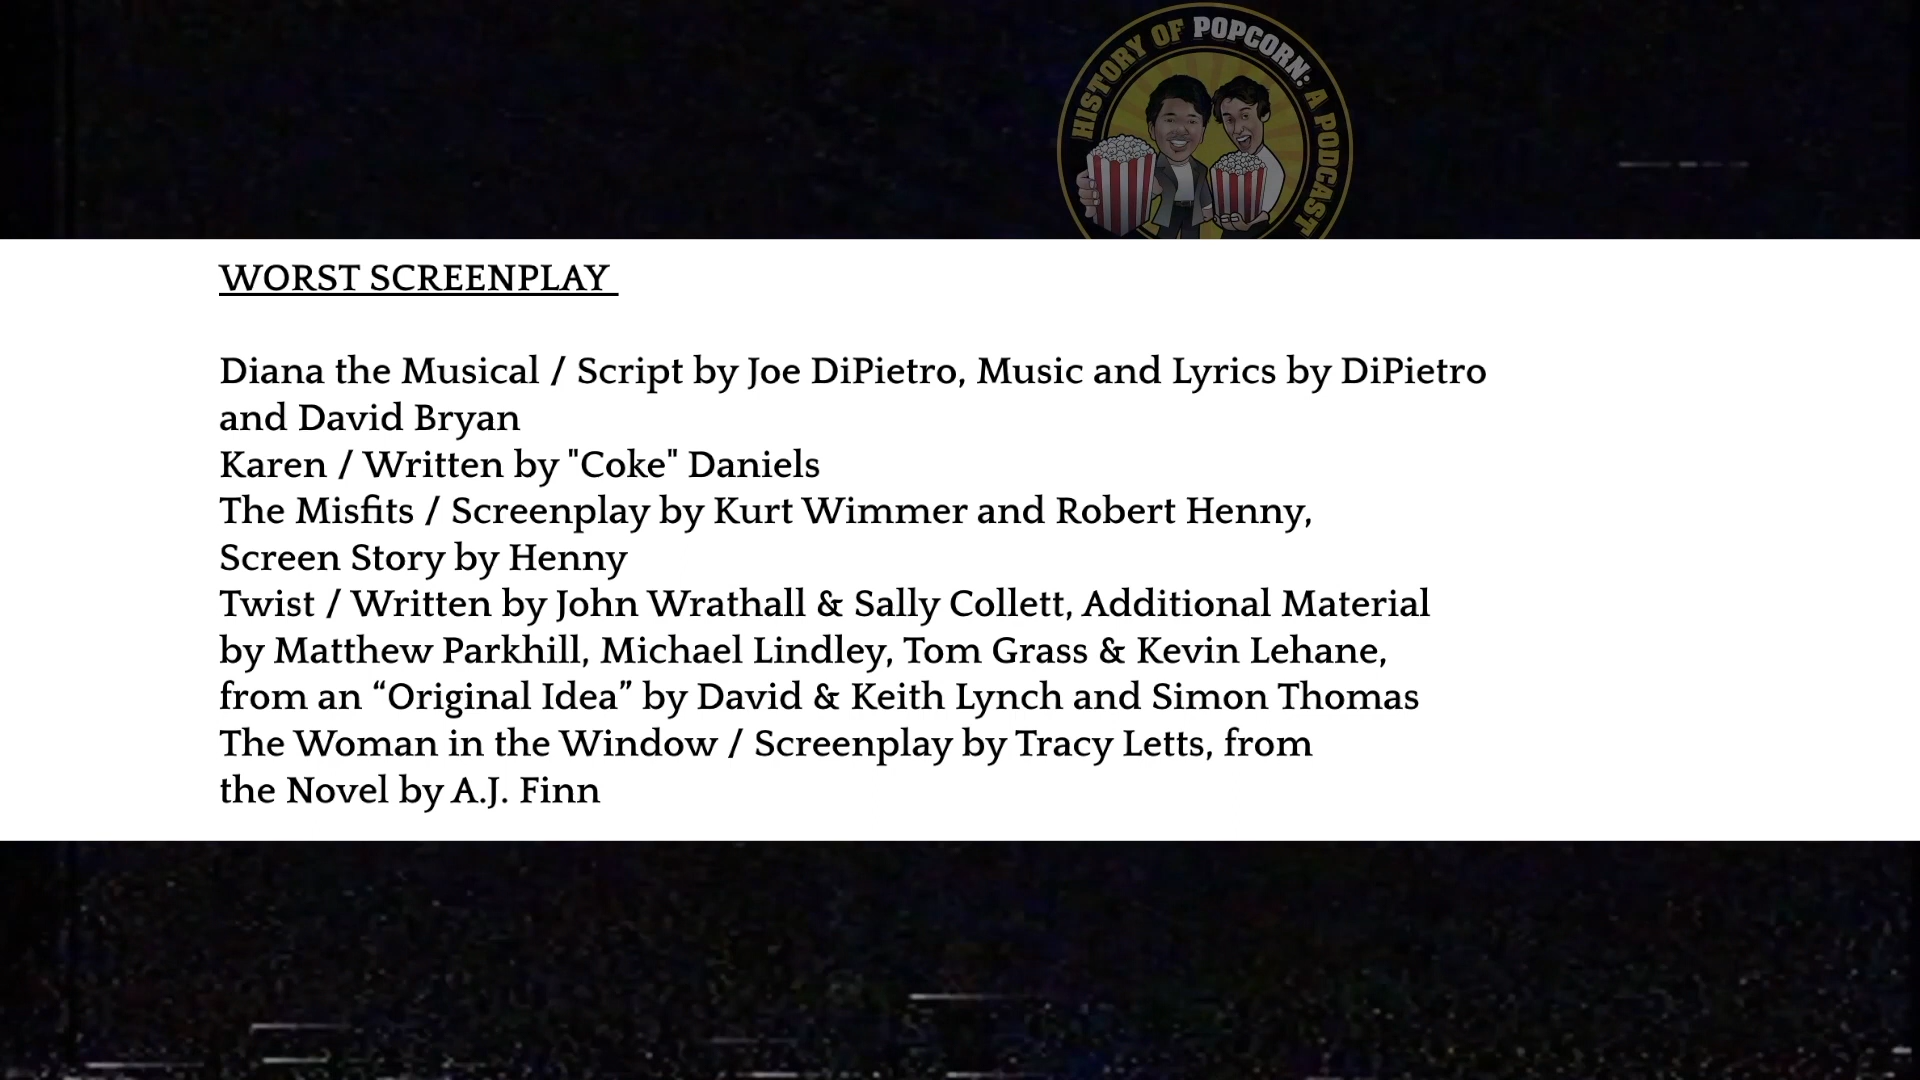 HISTORY OF POPCORN: A PODCAST
WORST SCREENPLAY
Diana the Musical / Script by Joe DiPietro, Music and Lyrics by DiPietro
and David Bryan
Karen / Written by "Coke" Daniels
The Misfits / Screenplay by Kurt Wimmer and Robert Henny,
Screen Story by Henny
Twist / Written by John Wrathall & Sally Collett, Additional Material
by Matthew Parkhill, Michael Lindley, Tom Grass & Kevin Lehane,
from an “Original Idea” by David & Keith Lynch and Simon Thomas
The Woman in the Window / Screenplay by Tracy Letts, from
the Novel by A.J. Finn